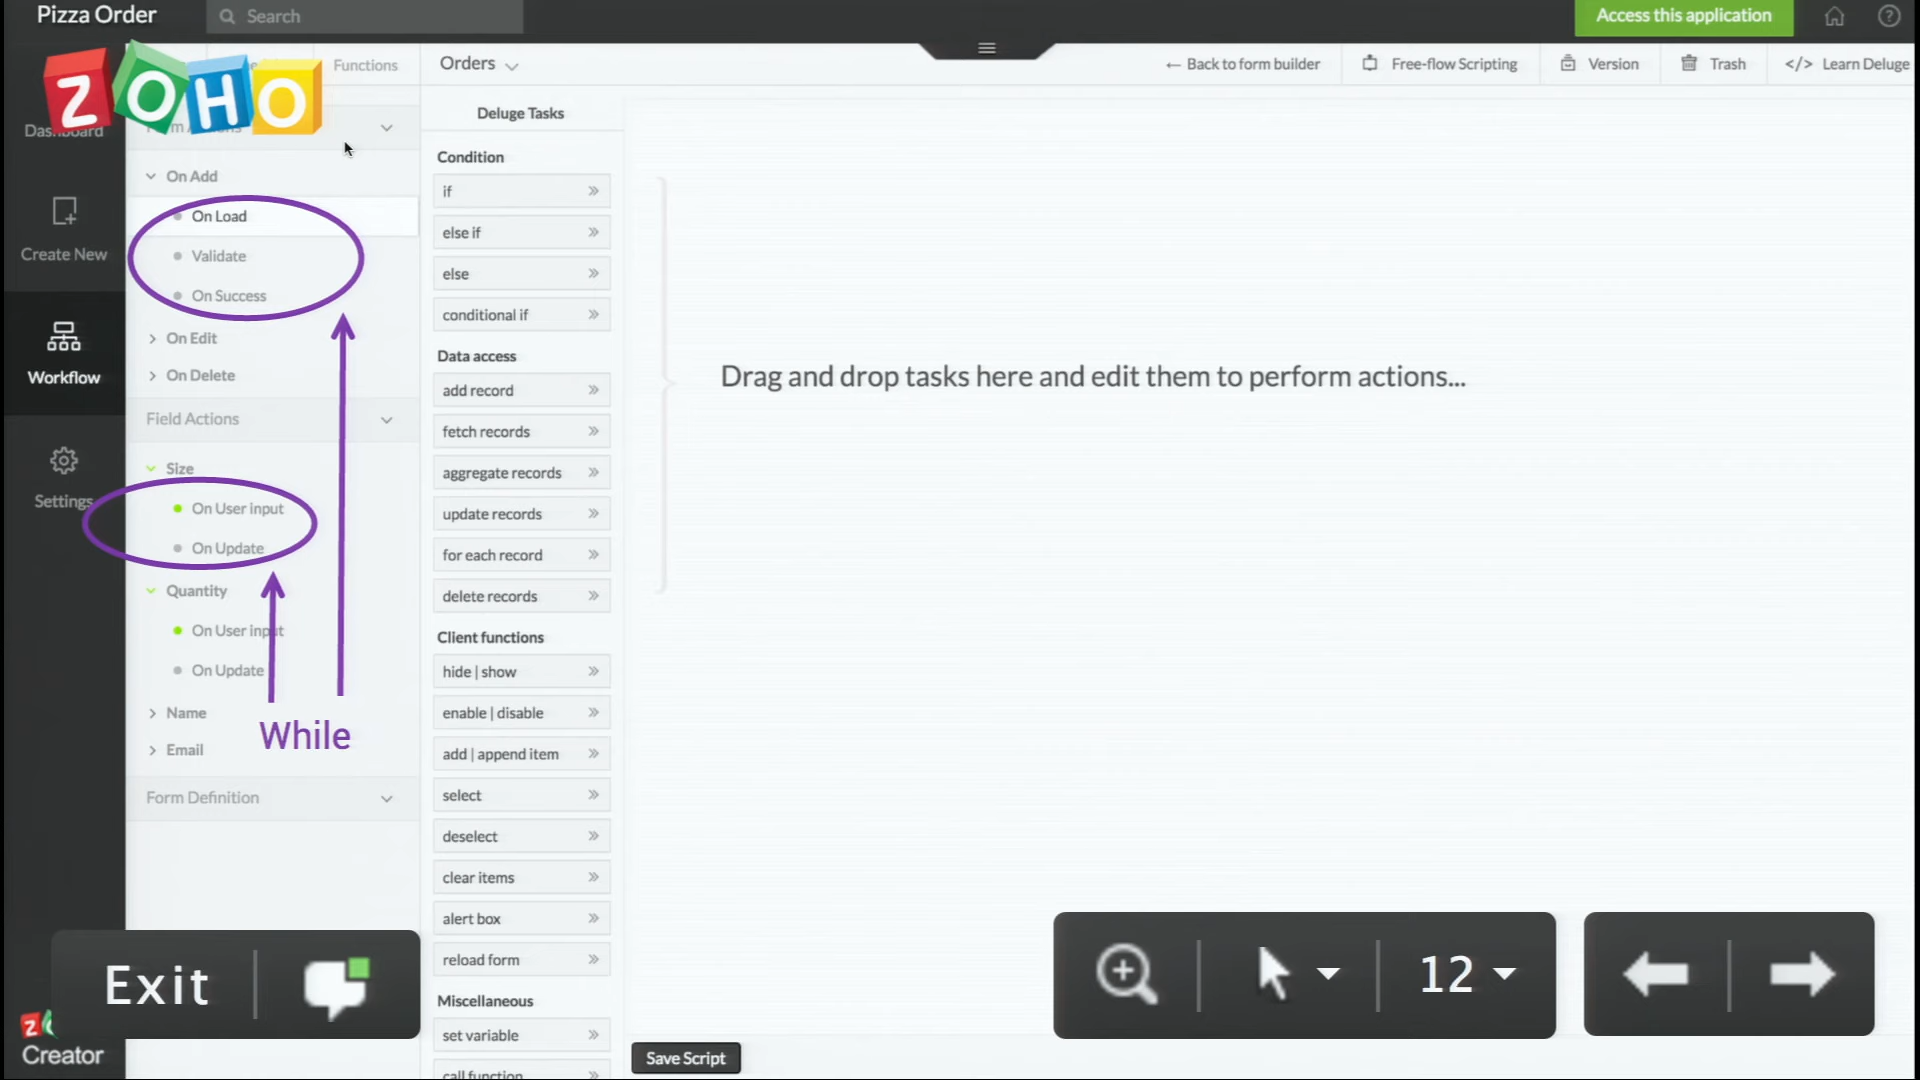 Pizza Order
Search
Access this application
ZOHO
Functions
Orders
Back to form builder
Free-flow Scripting
Version
Trash
</> Learn Deluge
Dashboard
Create New
Workflow
Settings
On Add
On Load
Validate
On Success
On Edit
On Delete
Field Actions
Size
On User input
On Update
Quantity
On User input
On Update
Name
Email
While
Form Definition
Deluge Tasks
Condition
if
else if
else
conditional if
Data access
add record
fetch records
aggregate records
update records
for each record
delete records
Client functions
hide | show
enable | disable
add | append item
select
deselect
clear items
alert box
reload form
Miscellaneous
set variable
call function
Drag and drop tasks here and edit them to perform actions...
Save Script
Exit
12
Creator